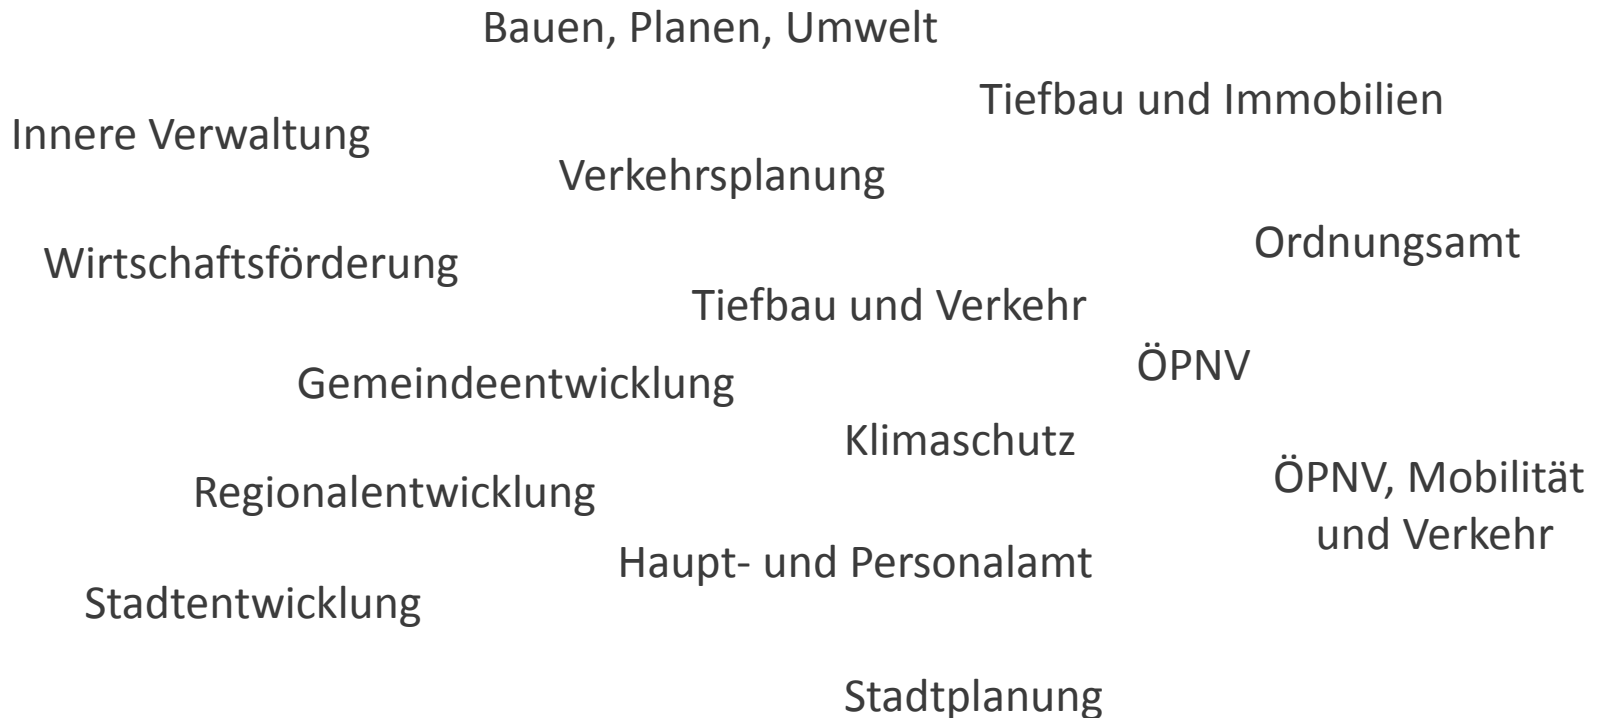 Bauen, Planen, Umwelt
Tiefbau und Immobilien
Innere Verwaltung
Verkehrsplanung
Ordnungsamt
Wirtschaftsförderung
Tiefbau und Verkehr
ÖPNV
Gemeindeentwicklung
Klimaschutz
ÖPNV, Mobilität
und Verkehr
Regionalentwicklung
Haupt- und Personalamt
Stadtentwicklung
Stadtplanung